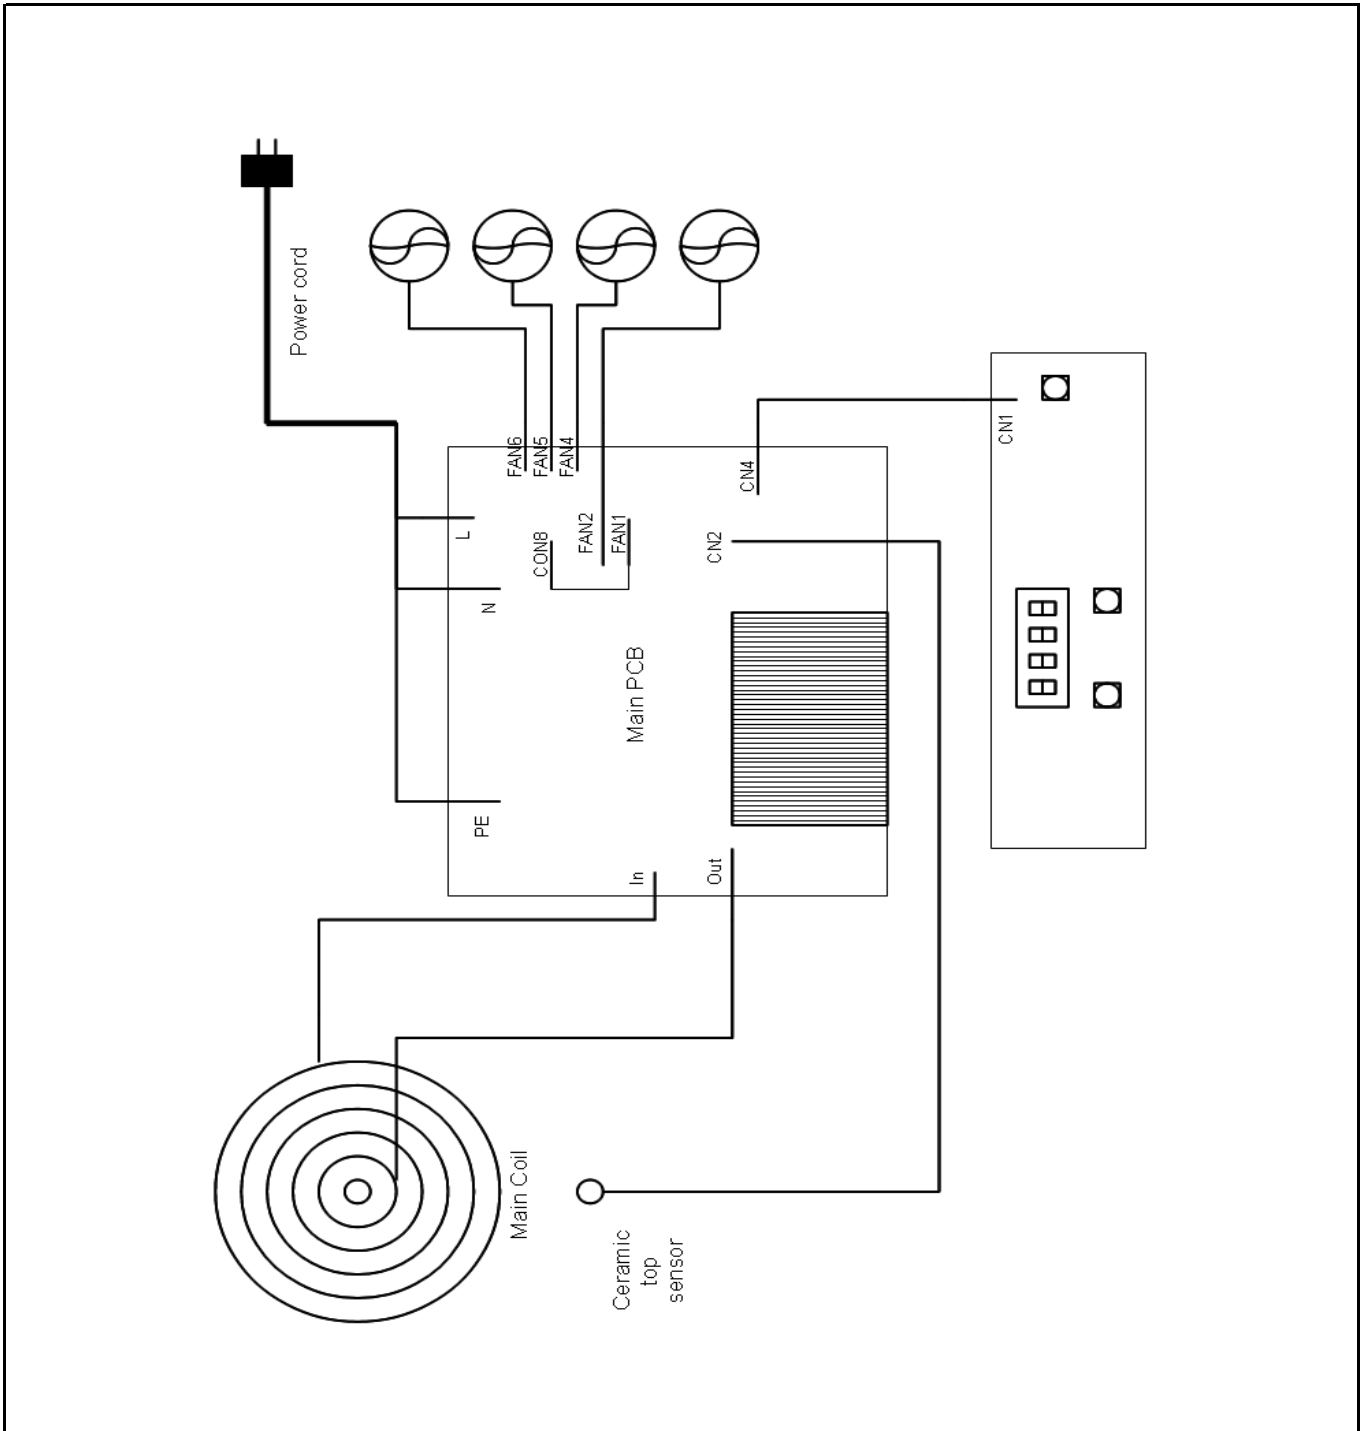 Power cord
FAN6
FAN5
FAN4
CN4
CN1
L
CON8
FAN2
FAN1
CN2
N
Main PCB
PE
In
Out
Main Coil
Ceramic
top
sensor